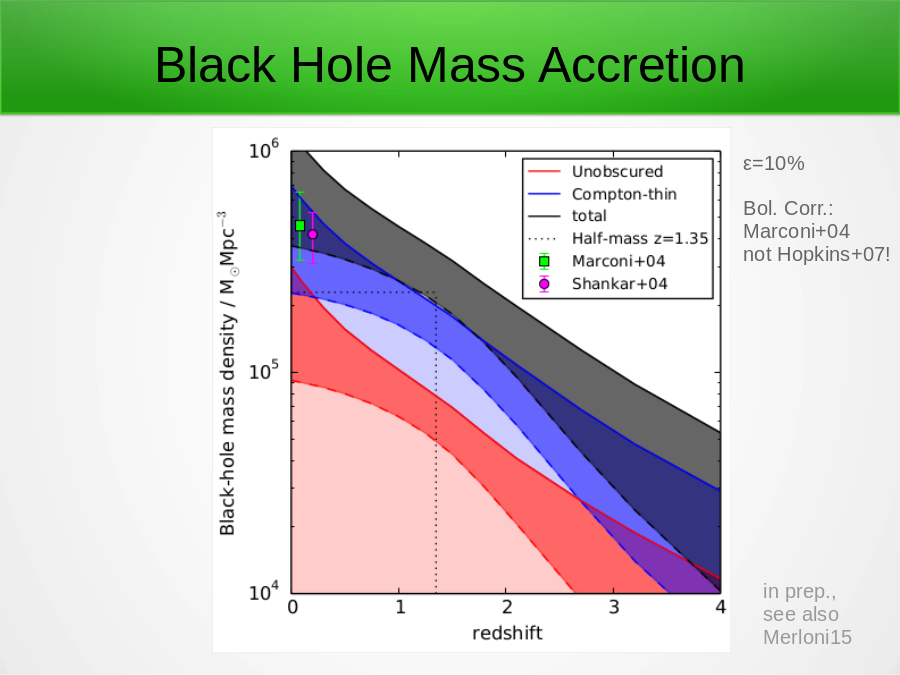 Black Hole Mass Accretion
10^6
10^5
10^4
Black-hole mass density / M_☉Mpc^−3
Unobscured
Compton-thin
total
Half-mass z=1.35
Marconi+04
Shankar+04
0 1 2 3 4
redshift
ε=10%
Bol. Corr.:
Marconi+04
not Hopkins+07!
in prep.,
see also
Merloni15